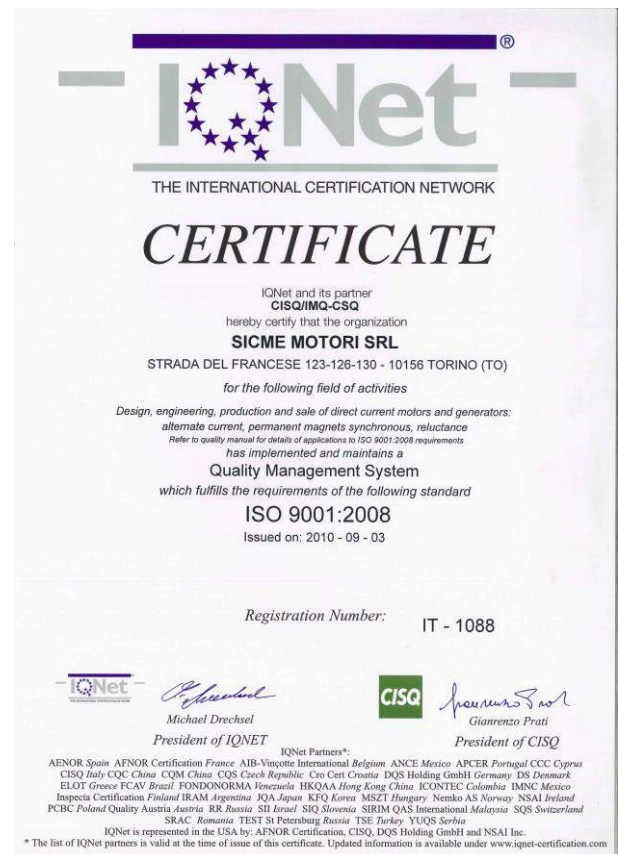 IQNet ®
THE INTERNATIONAL CERTIFICATION NETWORK
CERTIFICATE
IQNet and its partner
CISQ/IMQ-CSQ
hereby certify that the organization
SICME MOTORI SRL
STRADA DEL FRANCESE 123-126-130 - 10156 TORINO (TO)
for the following field of activities
Design, engineering, production and sale of direct current motors and generators:
alternate current, permanent magnets synchronous, reluctance
Refer to quality manual for details of applications to ISO 9001:2008 requirements
has implemented and maintains a
Quality Management System
which fulfills the requirements of the following standard
ISO 9001:2008
Issued on: 2010 - 09 - 03
Registration Number: IT - 1088
IQNet
THE INTERNATIONAL CERTIFICATION NETWORK
CISQ
Michael Drechsel
President of IQNET
Gianrenzo Prati
President of CISQ
IQNet Partners*:
AENOR Spain AFNOR Certification France AIB-Vinçotte International Belgium ANCE Mexico APCER Portugal CCC Cyprus
CISQ Italy CQC China CQM China CQS Czech Republic Cro Cert Croatia DQS Holding GmbH Germany DS Denmark
ELOT Greece FCAV Brazil FONDONORMA Venezuela HKQAA Hong Kong China ICONTEC Colombia IMNC Mexico
Inspecta Certification Finland IRAM Argentina JQA Japan KFQ Korea MSZT Hungary Nemko AS Norway NSAI Ireland
PCBC Poland Quality Austria Austria RR Russia SII Israel SIQ Slovenia SIRIM QAS International Malaysia SQS Switzerland
SRAC Romania TEST St Petersburg Russia TSE Turkey YUQS Serbia
IQNet is represented in the USA by: AFNOR Certification, CISQ, DQS Holding GmbH and NSAI Inc.
* The list of IQNet partners is valid at the time of issue of this certificate. Updated information is available under www.iqnet-certification.com